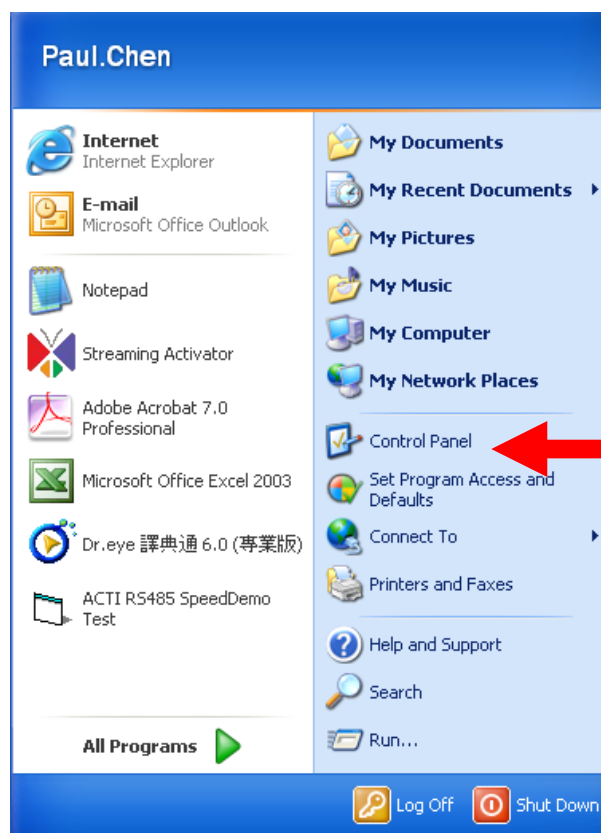 Paul.Chen
Internet
Internet Explorer
E-mail
Microsoft Office Outlook
Notepad
Streaming Activator
Adobe Acrobat 7.0
Professional
Microsoft Office Excel 2003
Dr.eye 譯典通 6.0 (專業版)
ACTI RS485 SpeedDemo
Test
All Programs
My Documents
My Recent Documents
My Pictures
My Music
My Computer
My Network Places
Control Panel
Set Program Access and
Defaults
Connect To
Printers and Faxes
Help and Support
Search
Run...
Log Off
Shut Down